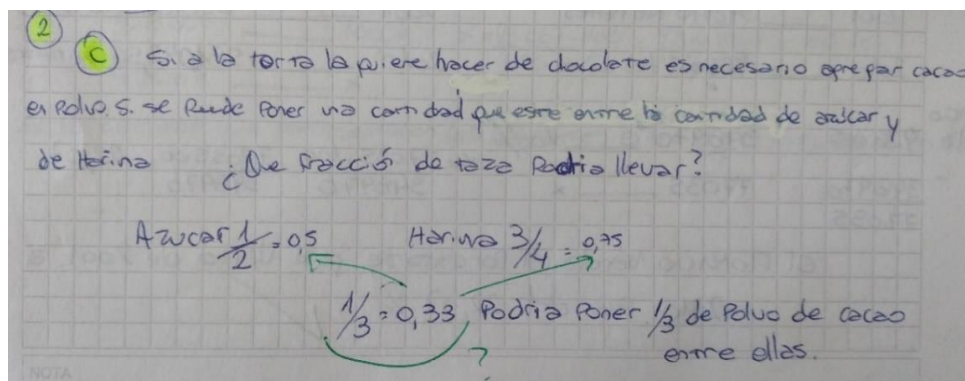 2
C Si a la torta la quiere hacer de chocolate es necesario agregar cacao
en polvo. Si se puede poner una cantidad que este entre la cantidad de azúcar y
de Harina ¿Que fracción de taza Podria llevar?
Azucar 1/2 = 0,5 Harina 3/4 = 0,75
1/3 = 0,33 Podria Poner 1/3 de Polvo de cacao
entre ellas.
?
NOTA